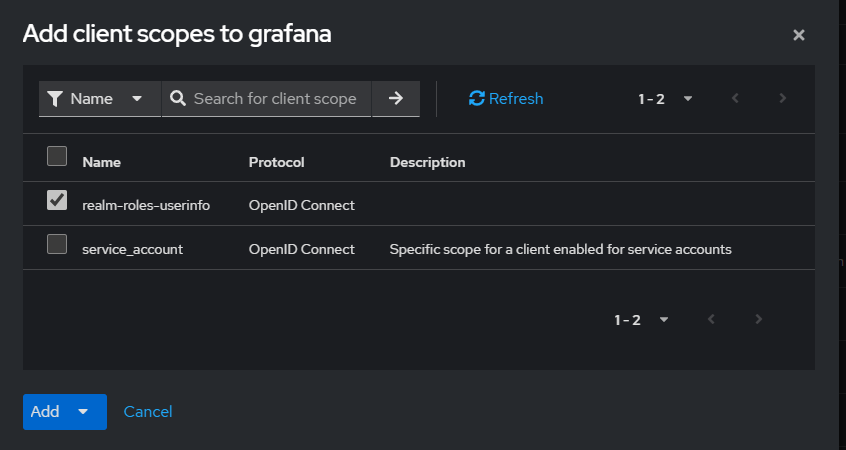 Add client scopes to grafana
Name Search for client scope Refresh 1 - 2
Name Protocol Description
realm-roles-userinfo OpenID Connect
service_account OpenID Connect Specific scope for a client enabled for service accounts
1 - 2
Add Cancel